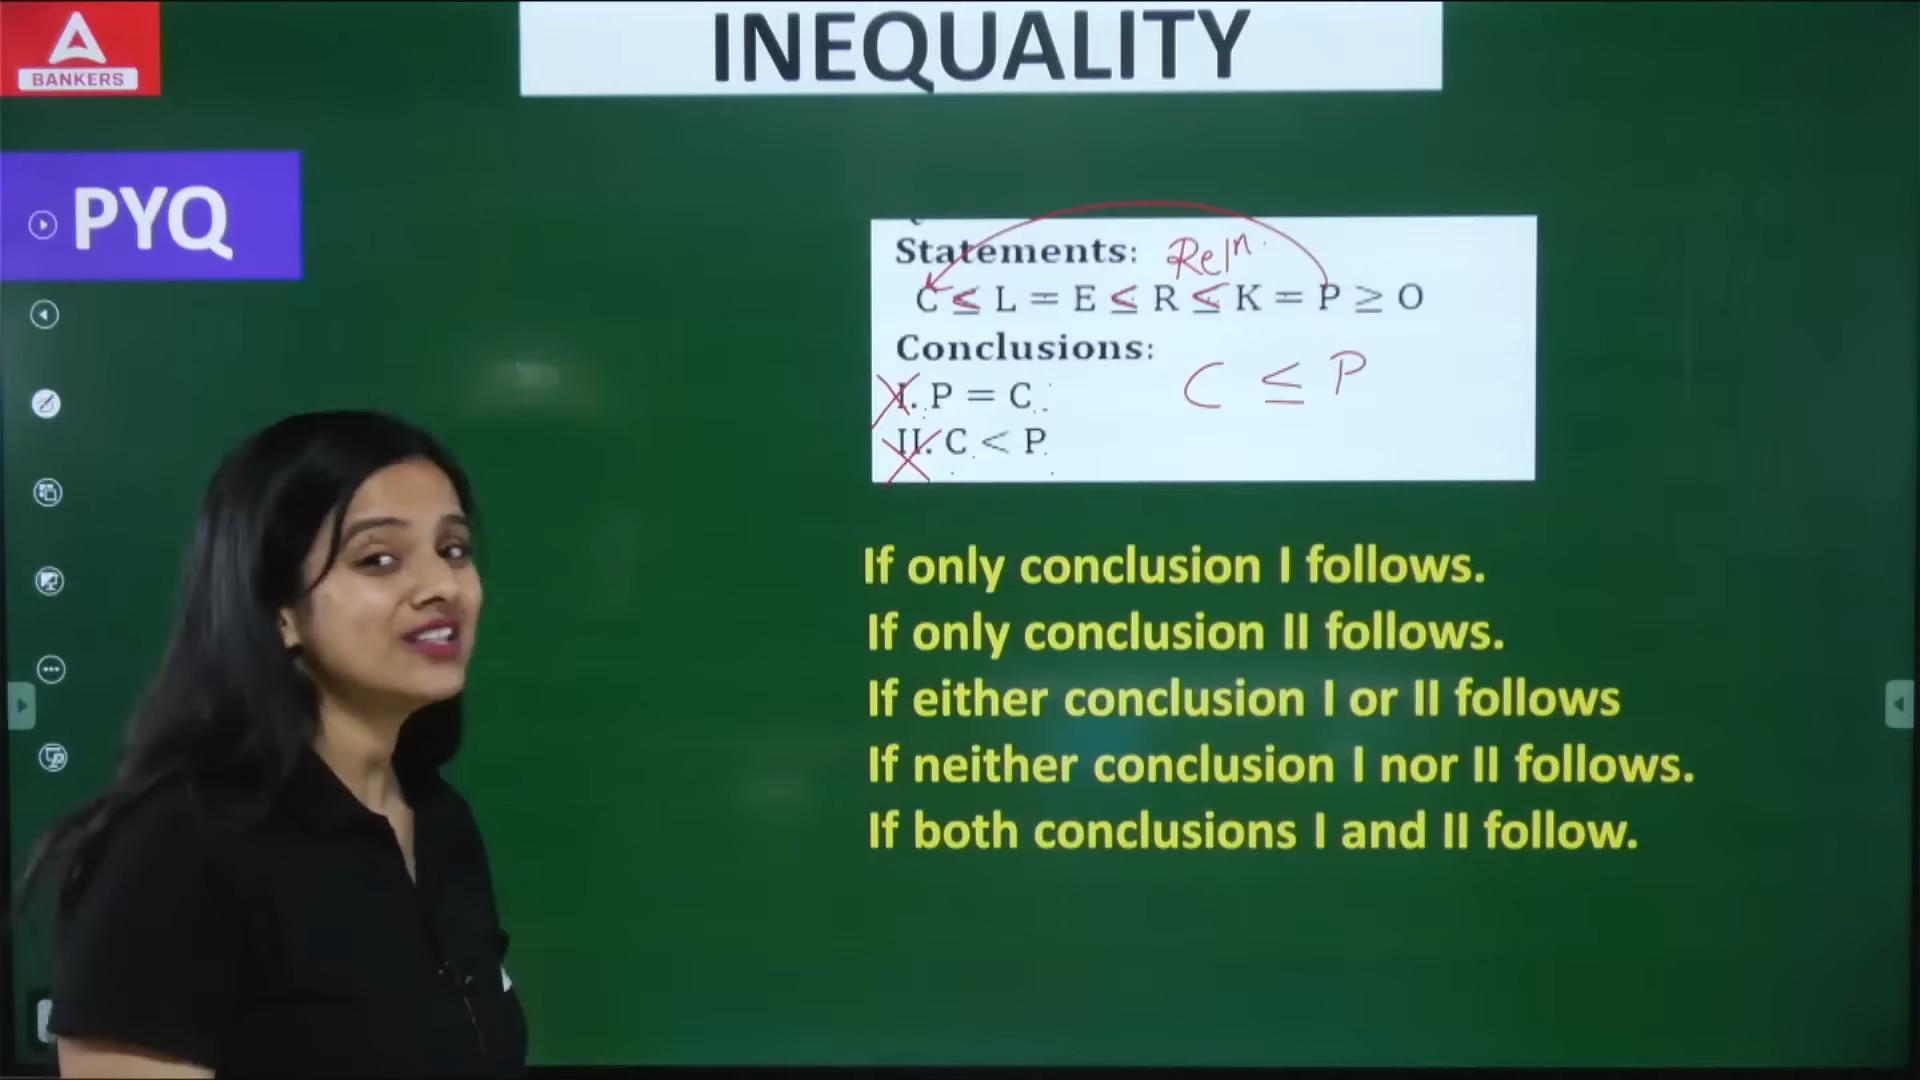 INEQUALITY
BANKERS
PYQ
Statements: Reln.
C ≤ L = E ≤ R ≤ K = P ≥ O
Conclusions:
C ≤ P
I. P = C
II. C < P
If only conclusion I follows.
If only conclusion II follows.
If either conclusion I or II follows
If neither conclusion I nor II follows.
If both conclusions I and II follow.